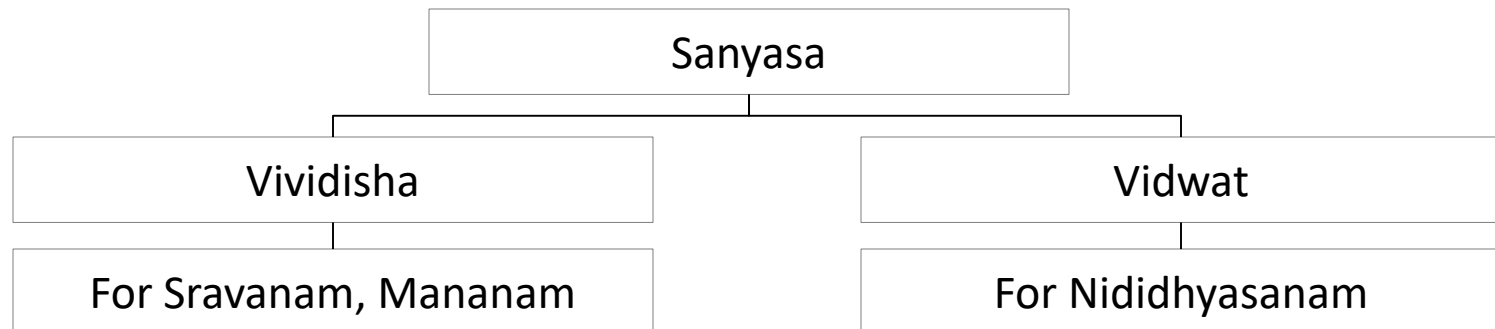 Sanyasa
Vividisha
Vidwat
For Sravanam, Mananam
For Nididhyasanam